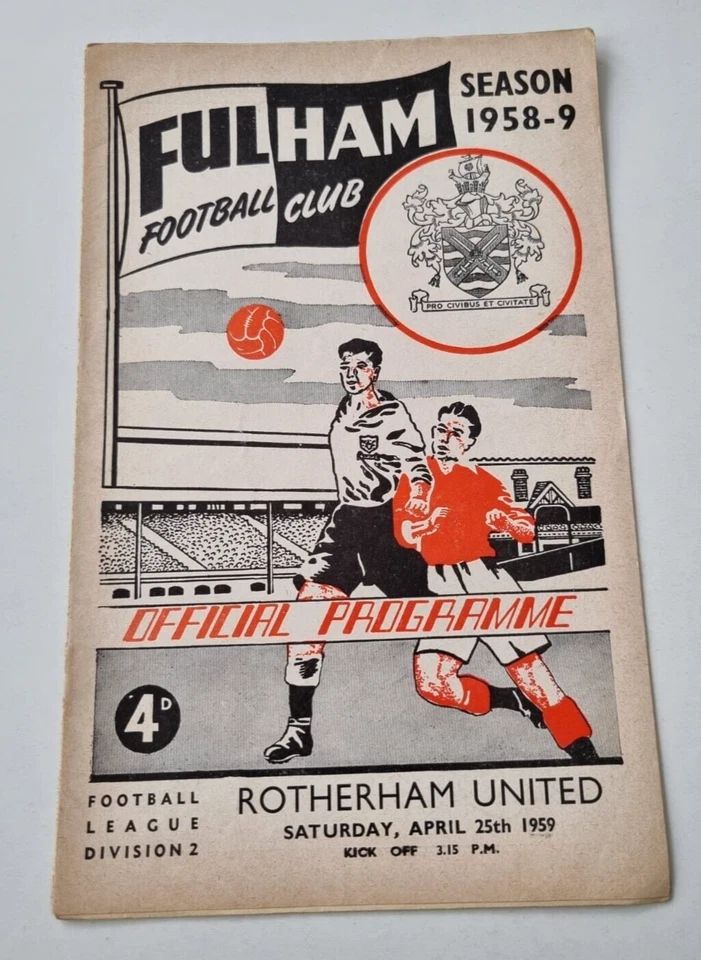 FULHAM
FOOTBALL CLUB
SEASON
1958-9
PRO CIVIBUS ET CIVITATE
OFFICIAL PROGRAMME
4D
FOOTBALL
LEAGUE
DIVISION 2
ROTHERHAM UNITED
SATURDAY, APRIL 25th 1959
KICK OFF 3.15 P.M.